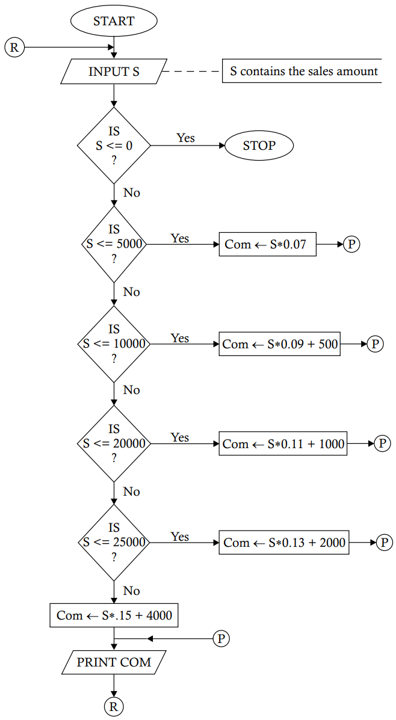 START
R
INPUT S
S contains the sales amount
IS
S <= 0
?
Yes
STOP
No
IS
S <= 5000
?
Yes
Com ← S*0.07
P
No
IS
S <= 10000
?
Yes
Com ← S*0.09 + 500
P
No
IS
S <= 20000
?
Yes
Com ← S*0.11 + 1000
P
No
IS
S <= 25000
?
Yes
Com ← S*0.13 + 2000
P
No
Com ← S*.15 + 4000
P
PRINT COM
R